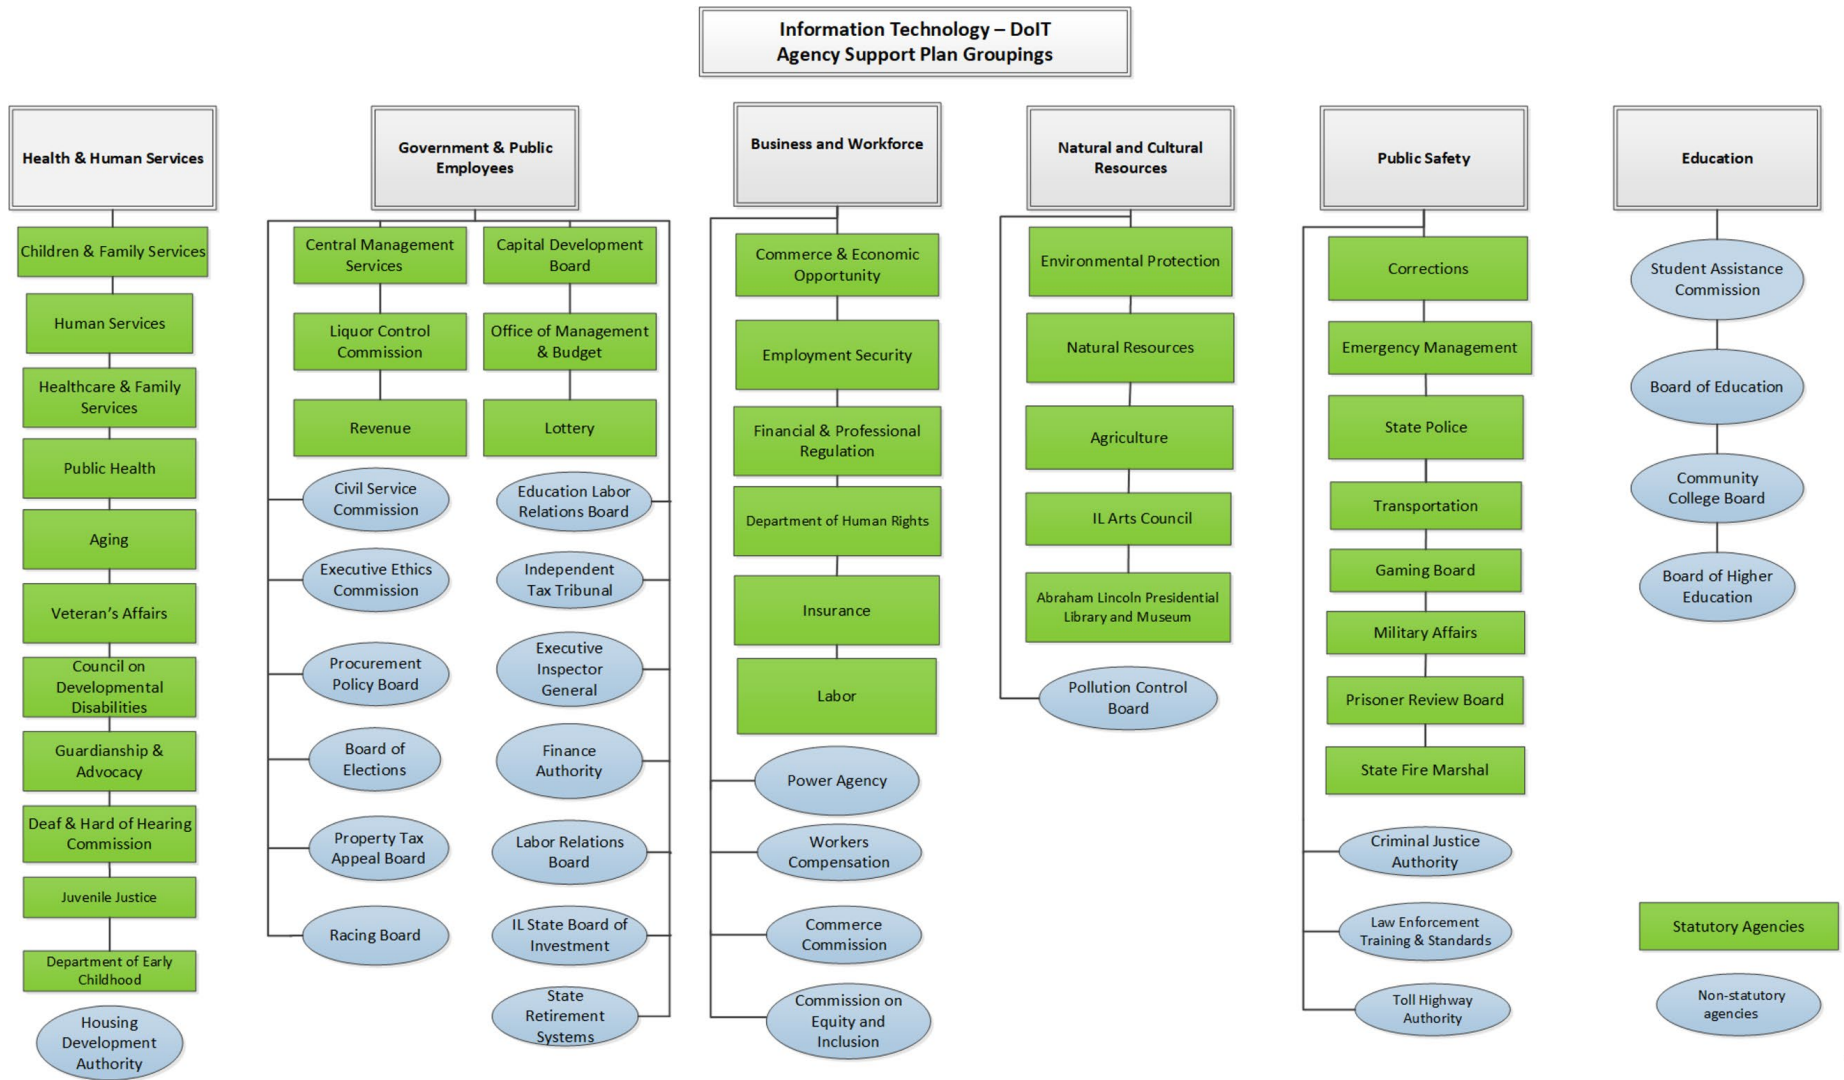 Information Technology – DoIT
Agency Support Plan Groupings
Health & Human Services
Children & Family Services
Human Services
Healthcare & Family
Services
Public Health
Aging
Veteran's Affairs
Council on
Developmental
Disabilities
Guardianship &
Advocacy
Deaf & Hard of Hearing
Commission
Juvenile Justice
Department of Early
Childhood
Housing
Development
Authority
Government & Public
Employees
Central Management
Services
Liquor Control
Commission
Revenue
Civil Service
Commission
Executive Ethics
Commission
Procurement
Policy Board
Board of
Elections
Property Tax
Appeal Board
Racing Board
Capital Development
Board
Office of Management
& Budget
Lottery
Education Labor
Relations Board
Independent
Tax Tribunal
Executive
Inspector
General
Finance
Authority
Labor Relations
Board
IL State Board of
Investment
State
Retirement
Systems
Business and Workforce
Commerce & Economic
Opportunity
Employment Security
Financial & Professional
Regulation
Department of Human Rights
Insurance
Labor
Power Agency
Workers
Compensation
Commerce
Commission
Commission on
Equity and
Inclusion
Natural and Cultural
Resources
Environmental Protection
Natural Resources
Agriculture
IL Arts Council
Abraham Lincoln Presidential
Library and Museum
Pollution Control
Board
Public Safety
Corrections
Emergency Management
State Police
Transportation
Gaming Board
Military Affairs
Prisoner Review Board
State Fire Marshal
Criminal Justice
Authority
Law Enforcement
Training & Standards
Toll Highway
Authority
Education
Student Assistance
Commission
Board of Education
Community
College Board
Board of Higher
Education
Statutory Agencies
Non-statutory
agencies